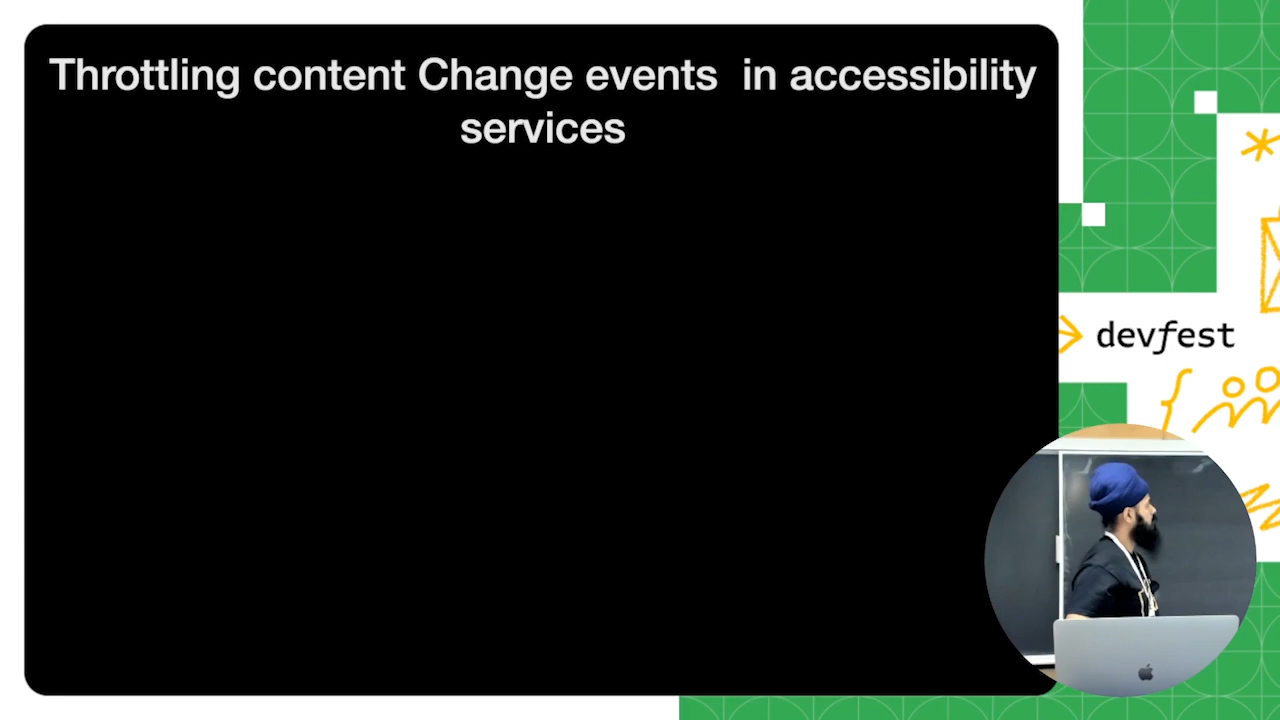 Throttling content Change events  in accessibility
services
devfest